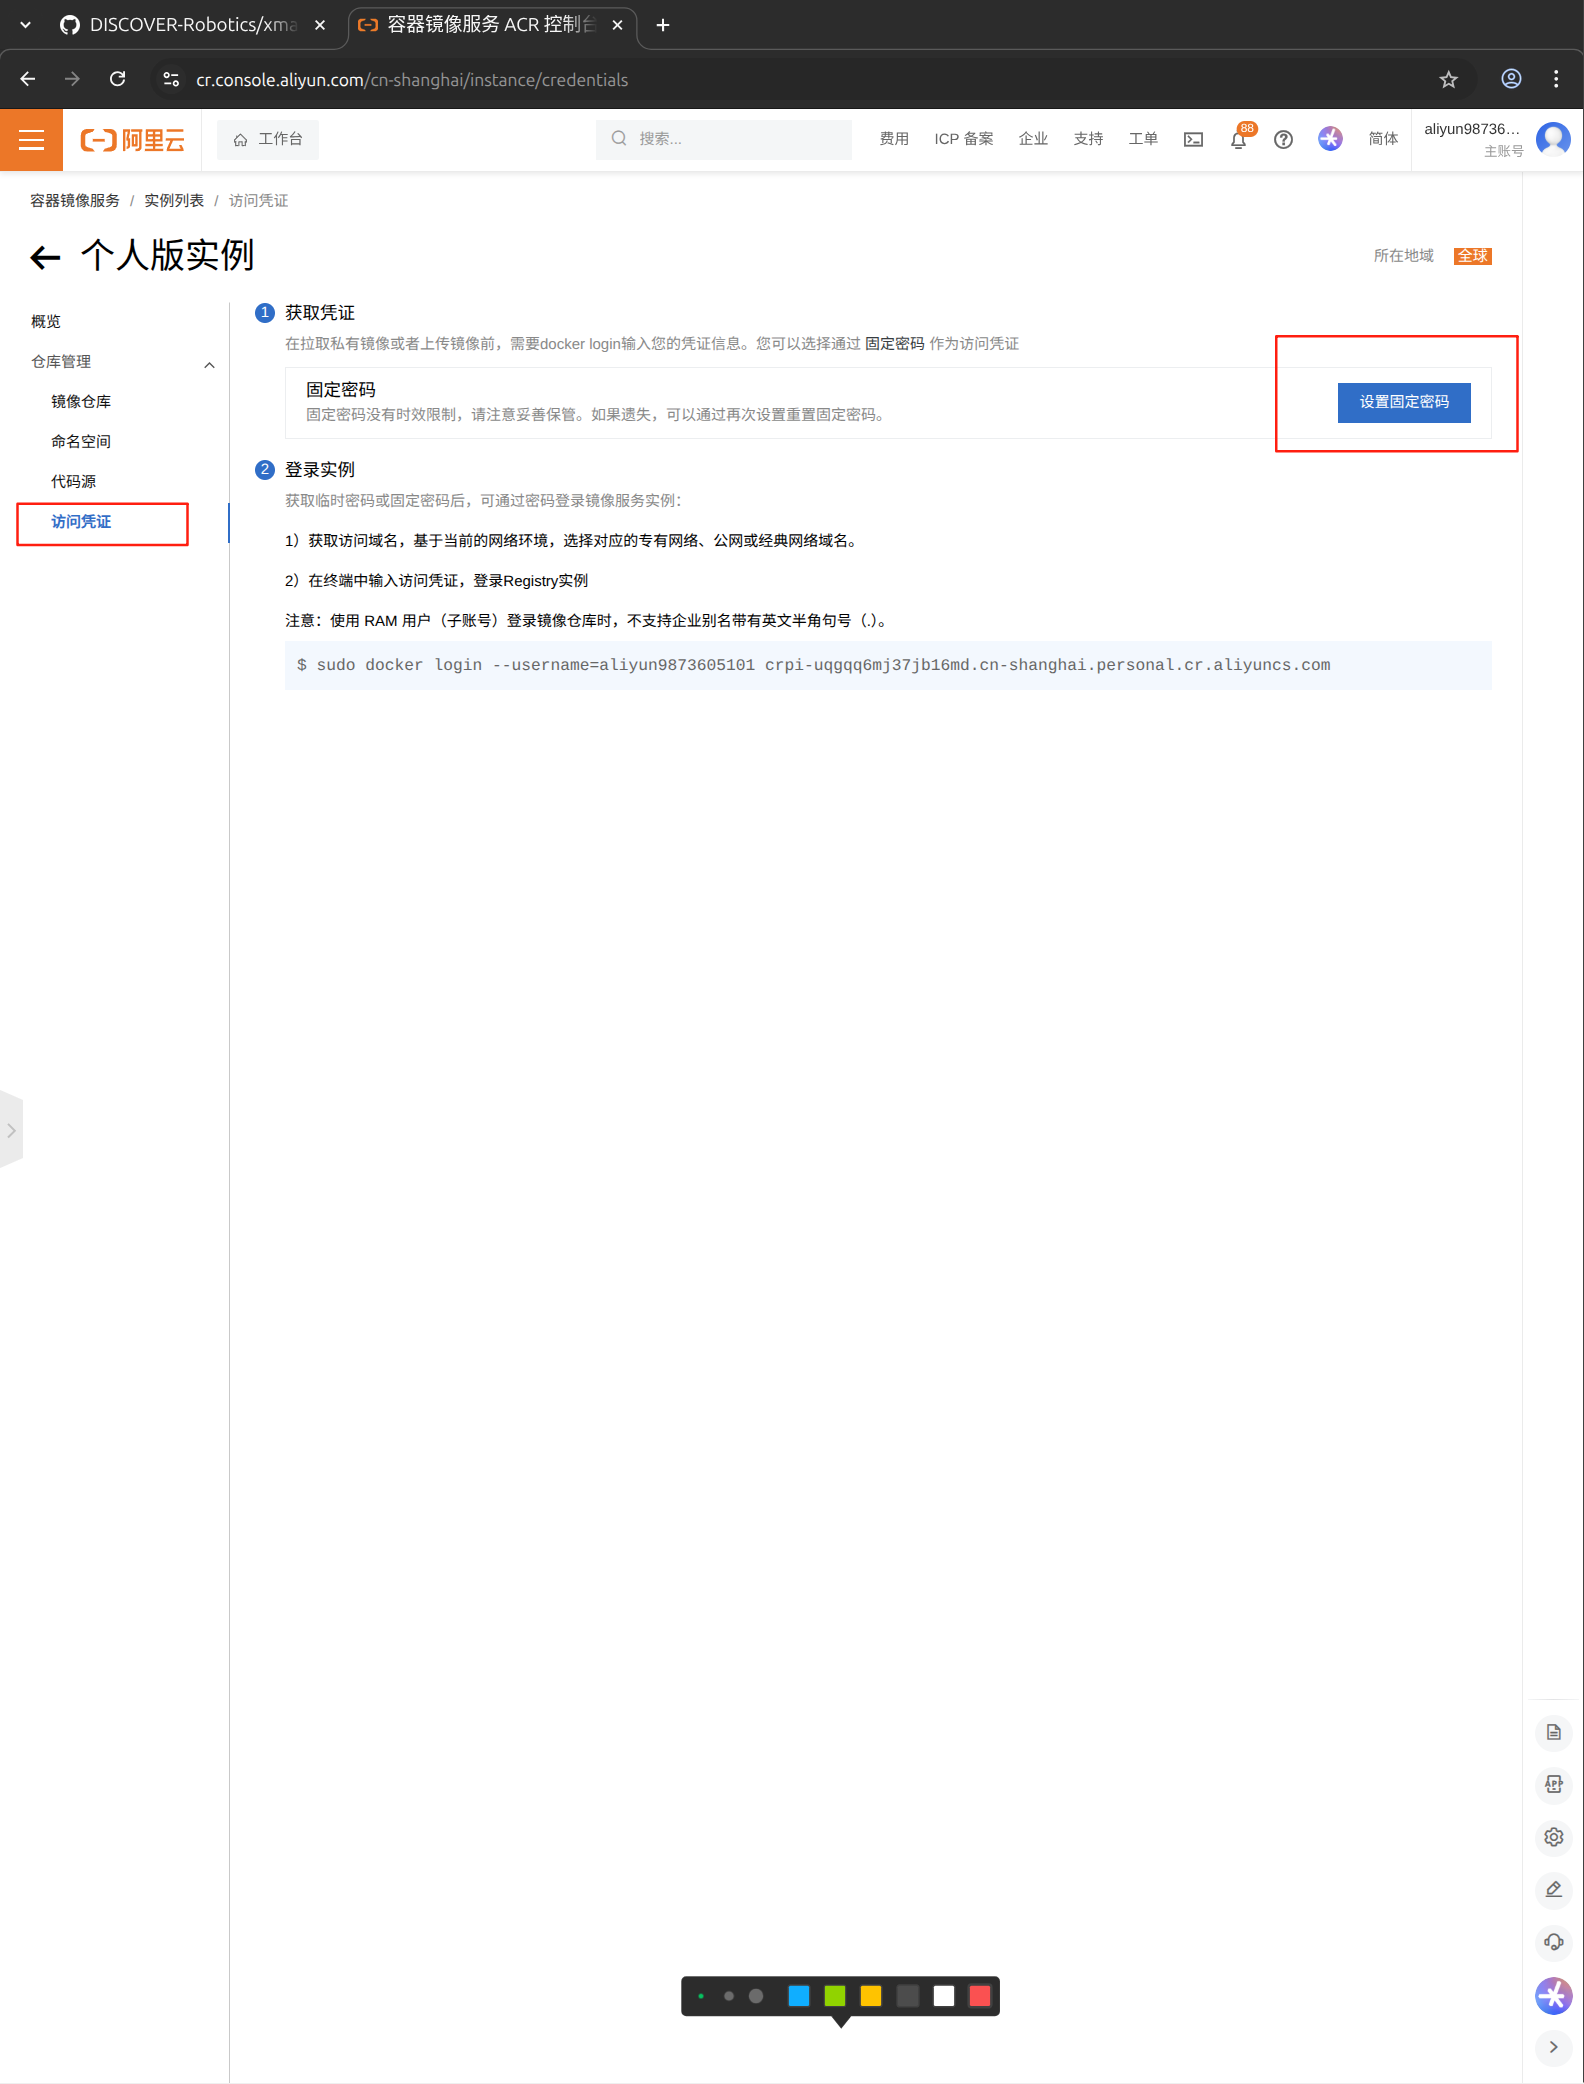 DISCOVER-Robotics/xma
容器镜像服务 ACR 控制台
cr.console.aliyun.com/cn-shanghai/instance/credentials
阿里云
工作台
搜索...
费用
ICP 备案
企业
支持
工单
88
简体
aliyun98736...
主账号
容器镜像服务 / 实例列表 / 访问凭证
个人版实例
所在地域 全球
概览
仓库管理
镜像仓库
命名空间
代码源
访问凭证
1 获取凭证
在拉取私有镜像或者上传镜像前，需要docker login输入您的凭证信息。您可以选择通过 固定密码 作为访问凭证
固定密码
固定密码没有时效限制，请注意妥善保管。如果遗失，可以通过再次设置重置固定密码。
设置固定密码
2 登录实例
获取临时密码或固定密码后，可通过密码登录镜像服务实例：
1）获取访问域名，基于当前的网络环境，选择对应的专有网络、公网或经典网络域名。
2）在终端中输入访问凭证，登录Registry实例
注意：使用 RAM 用户（子账号）登录镜像仓库时，不支持企业别名带有英文半角句号（.）。
$ sudo docker login --username=aliyun9873605101 crpi-uqgqq6mj37jb16md.cn-shanghai.personal.cr.aliyuncs.com
APP